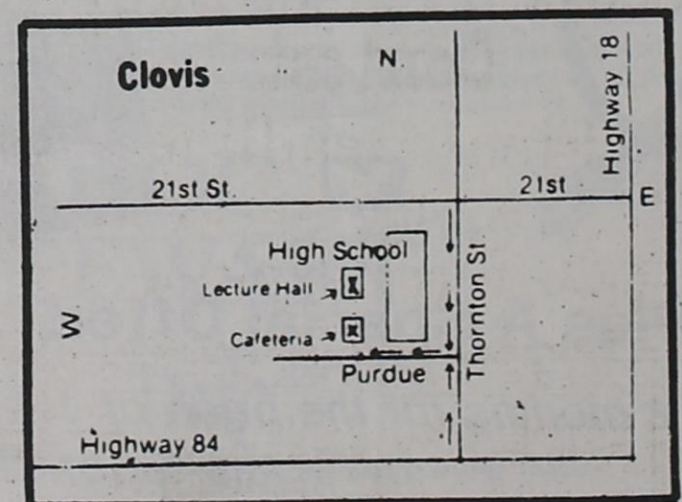 Clovis
N.
Highway 18
21st St.
21st
E
High School
Lecture Hall
Thornton St.
W
Cafeteria
Purdue
Highway 84